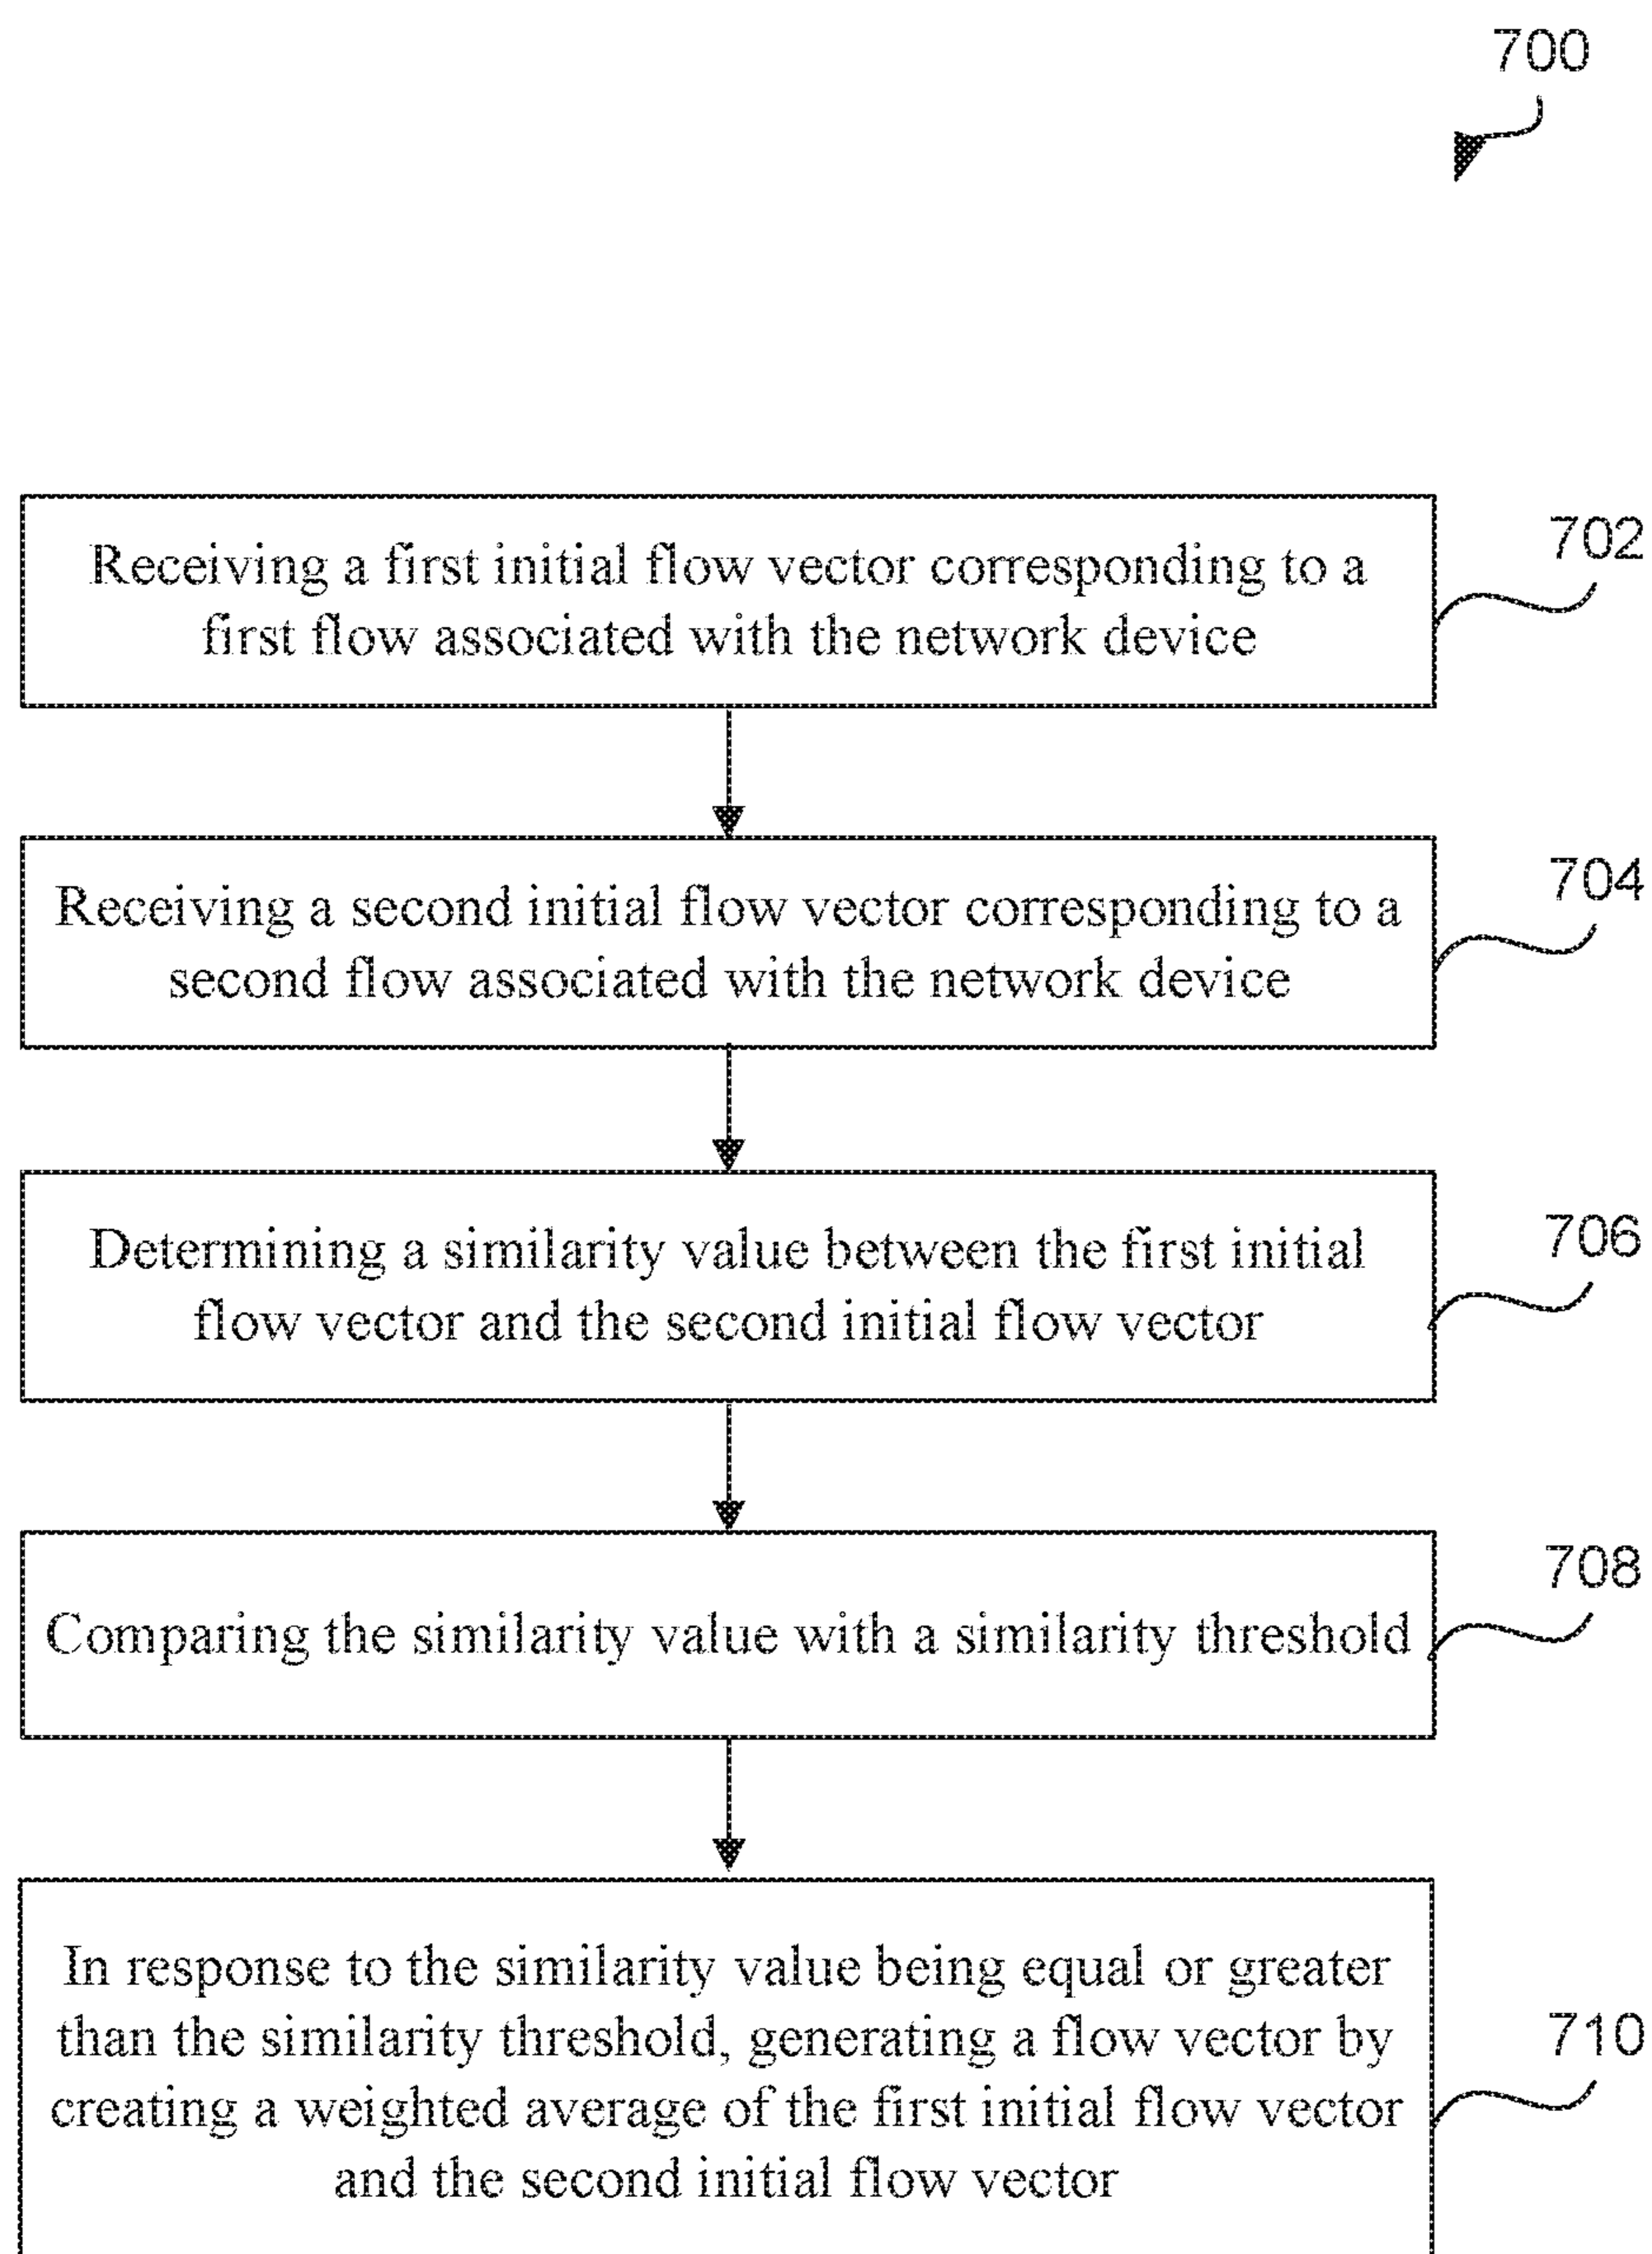 700
Receiving a first initial flow vector corresponding to a
first flow associated with the network device
702
Receiving a second initial flow vector corresponding to a
second flow associated with the network device
704
Determining a similarity value between the first initial
flow vector and the second initial flow vector
706
Comparing the similarity value with a similarity threshold
708
In response to the similarity value being equal or greater
than the similarity threshold, generating a flow vector by
creating a weighted average of the first initial flow vector
and the second initial flow vector
710